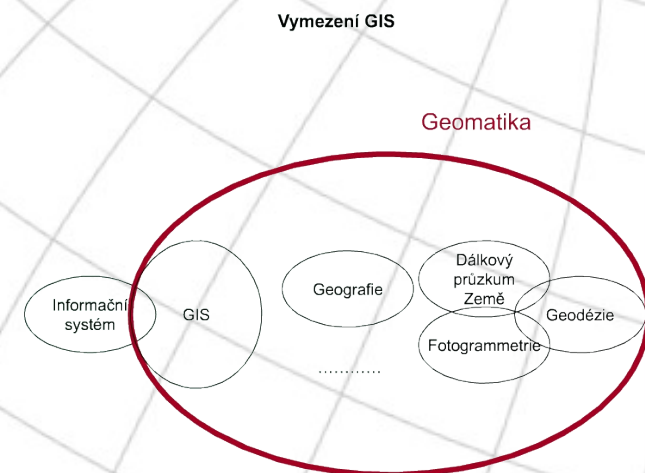 Vymezení GIS
Geomatika
Informační
systém
GIS
Geografie
............
Dálkový
průzkum
Země
Fotogrammetrie
Geodézie